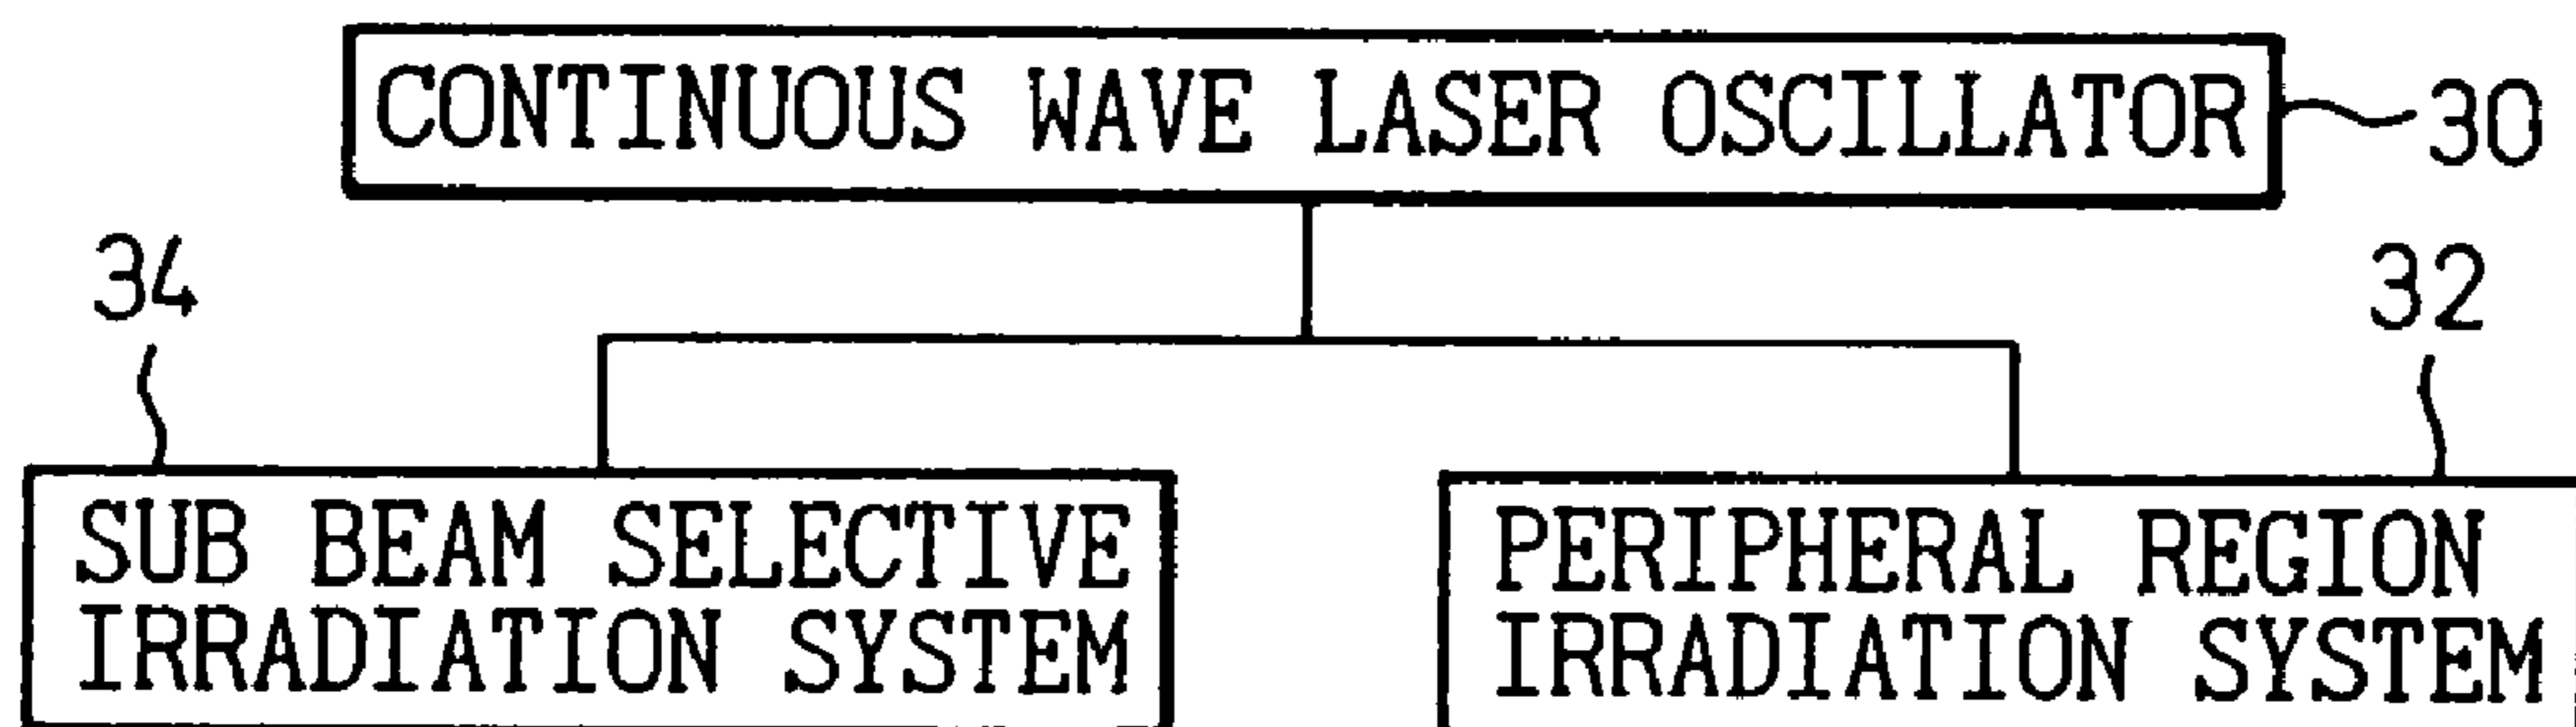 CONTINUOUS WAVE LASER OSCILLATOR
30
34
32
SUB BEAM SELECTIVE
IRRADIATION SYSTEM
PERIPHERAL REGION
IRRADIATION SYSTEM